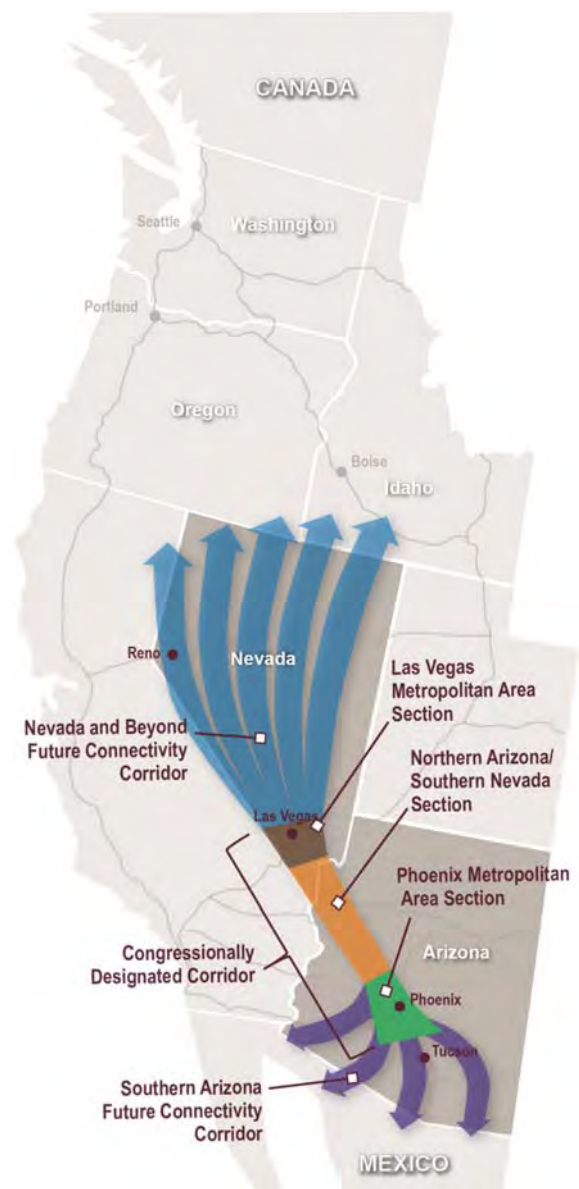 CANADA
Seattle
Washington
Portland
Oregon
Boise
Idaho
Reno
Nevada
Las Vegas
Metropolitan Area
Section
Nevada and Beyond
Future Connectivity
Corridor
Northern Arizona/
Southern Nevada
Section
Las Vegas
Phoenix Metropolitan
Area Section
Congressionally
Designated Corridor
Arizona
Phoenix
Tucson
Southern Arizona
Future Connectivity
Corridor
MEXICO